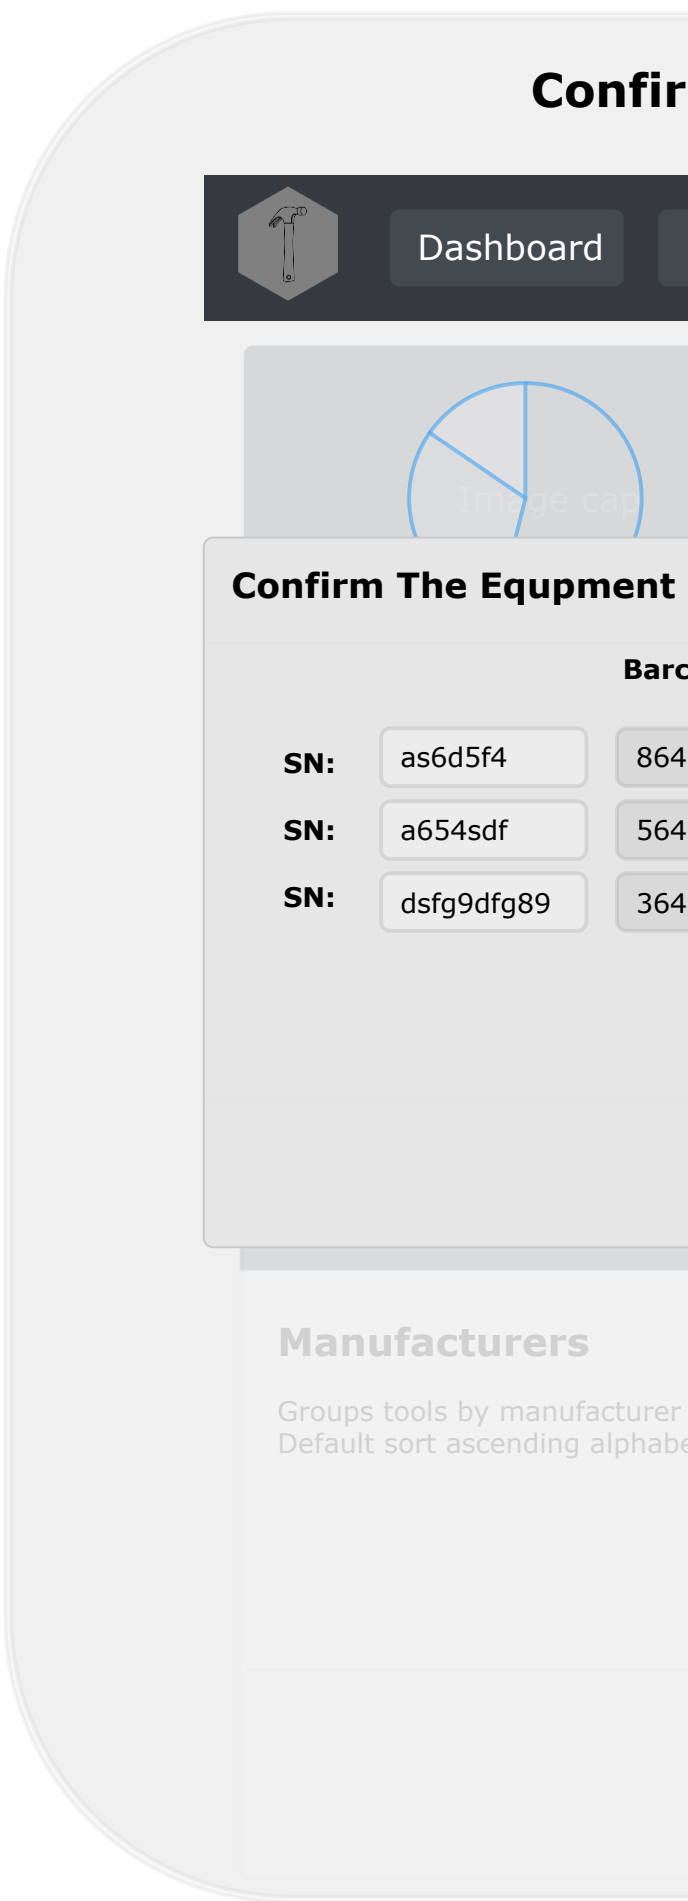 Confir
Dashboard
Image cap
Confirm The Equpment
Barc
SN: as6d5f4 864
SN: a654sdf 564
SN: dsfg9dfg89 364
Manufacturers
Groups tools by manufacturer
Default sort ascending alphabe